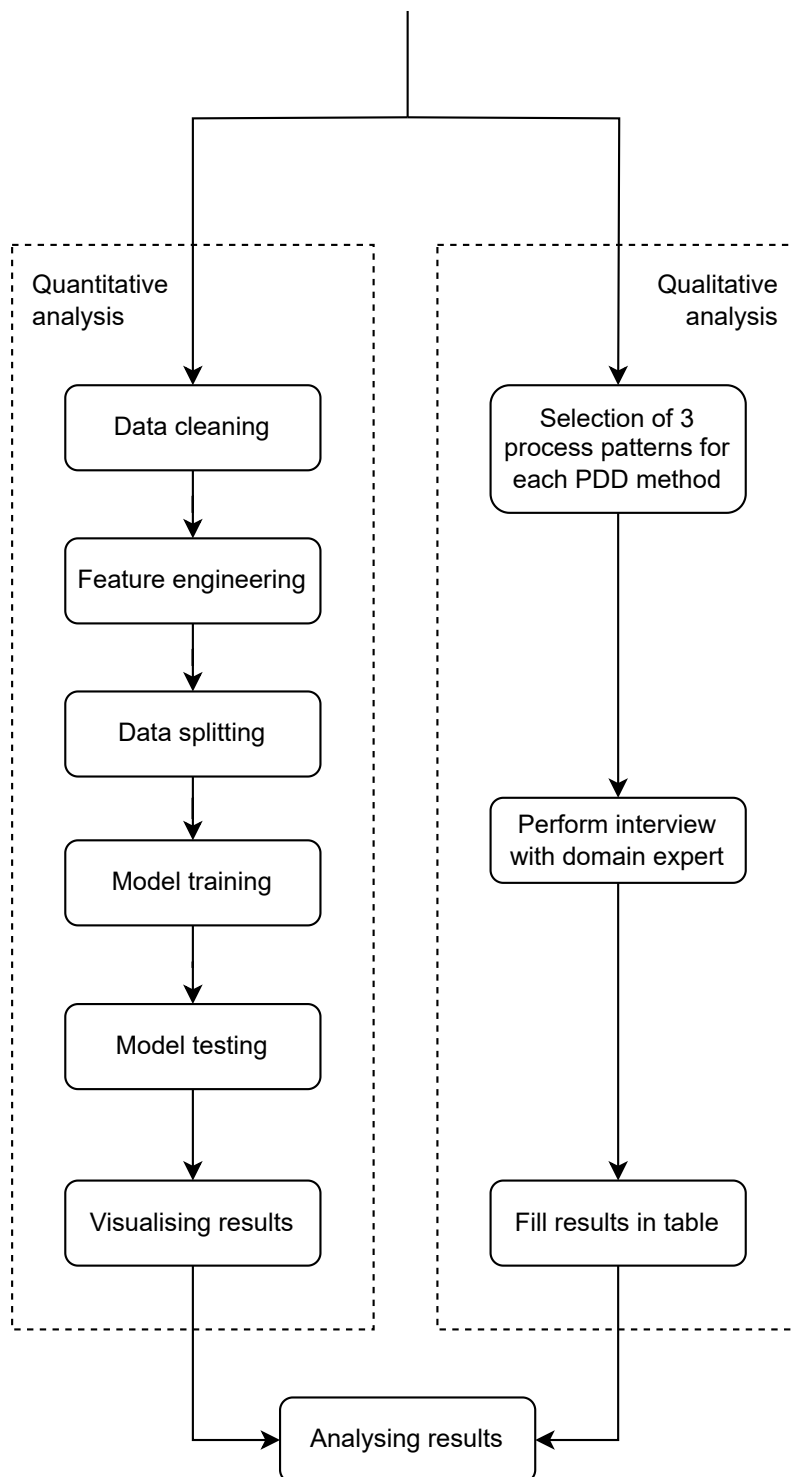 Quantitative
analysis
Data cleaning
Feature engineering
Data splitting
Model training
Model testing
Visualising results
Qualitative
analysis
Selection of 3
process patterns for
each PDD method
Perform interview
with domain expert
Fill results in table
Analysing results